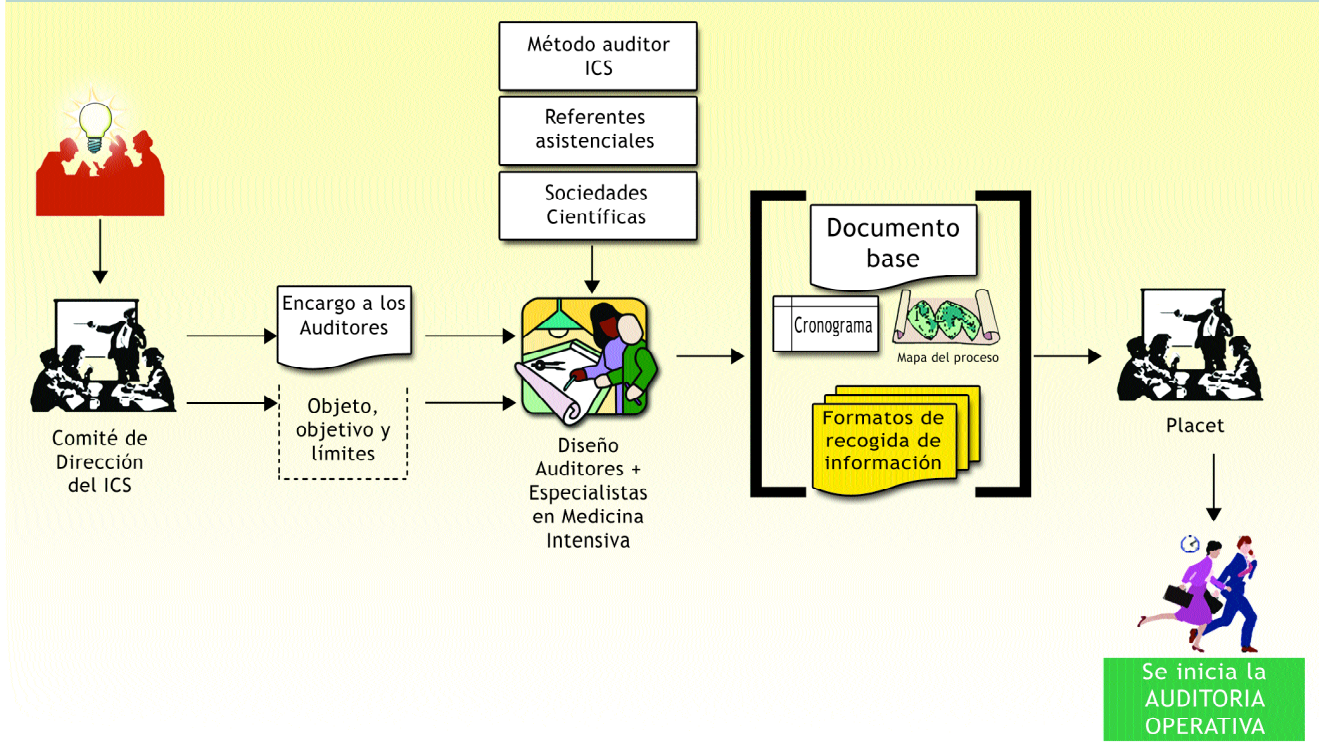 Método auditor
ICS
Referentes
asistenciales
Sociedades
Científicas
Encargo a los
Auditores
Objeto,
objetivo y
límites
Comité de
Dirección
del ICS
Diseño
Auditores +
Especialistas
en Medicina
Intensiva
Documento
base
Cronograma
Mapa del proceso
Formatos de
recogida de
información
Placet
Se inicia la
AUDITORIA
OPERATIVA